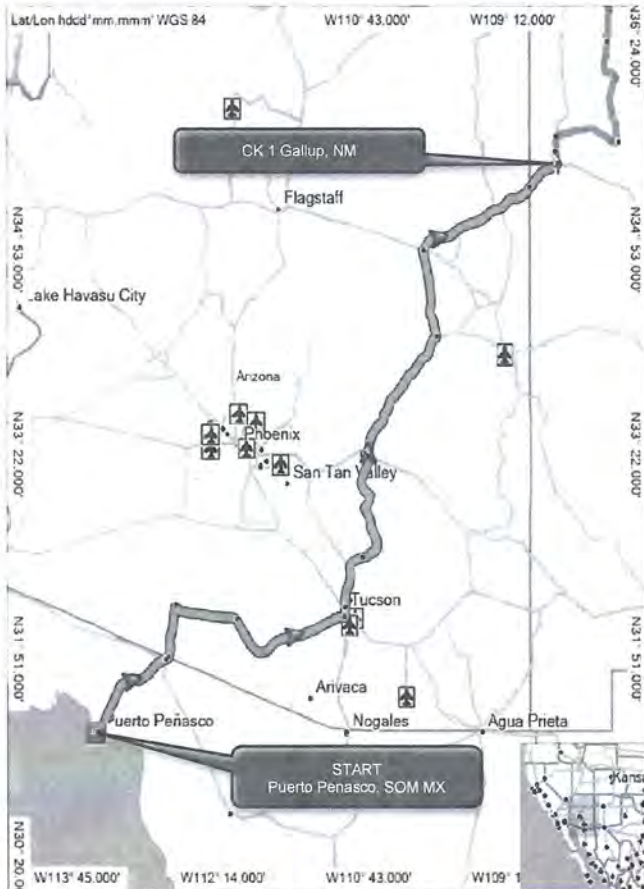 Lat/Lon hddd°mm.mmm' WGS 84
W110° 43.000'
W109° 12.000'
N36° 24.000'
CK 1 Gallup, NM
Flagstaff
N34° 53.000'
N34° 53.000'
Lake Havasu City
Arizona
Phoenix
N33° 22.000'
N33° 22.000'
San Tan Valley
Tucson
N31° 51.000'
N31° 51.000'
Arivaca
Puerto Peñasco
Nogales
Agua Prieta
START
Puerto Penasco, SOM MX
Kansa
N30° 20.00
W113° 45.000'
W112° 14.000'
W110° 43.000'
W109° 1